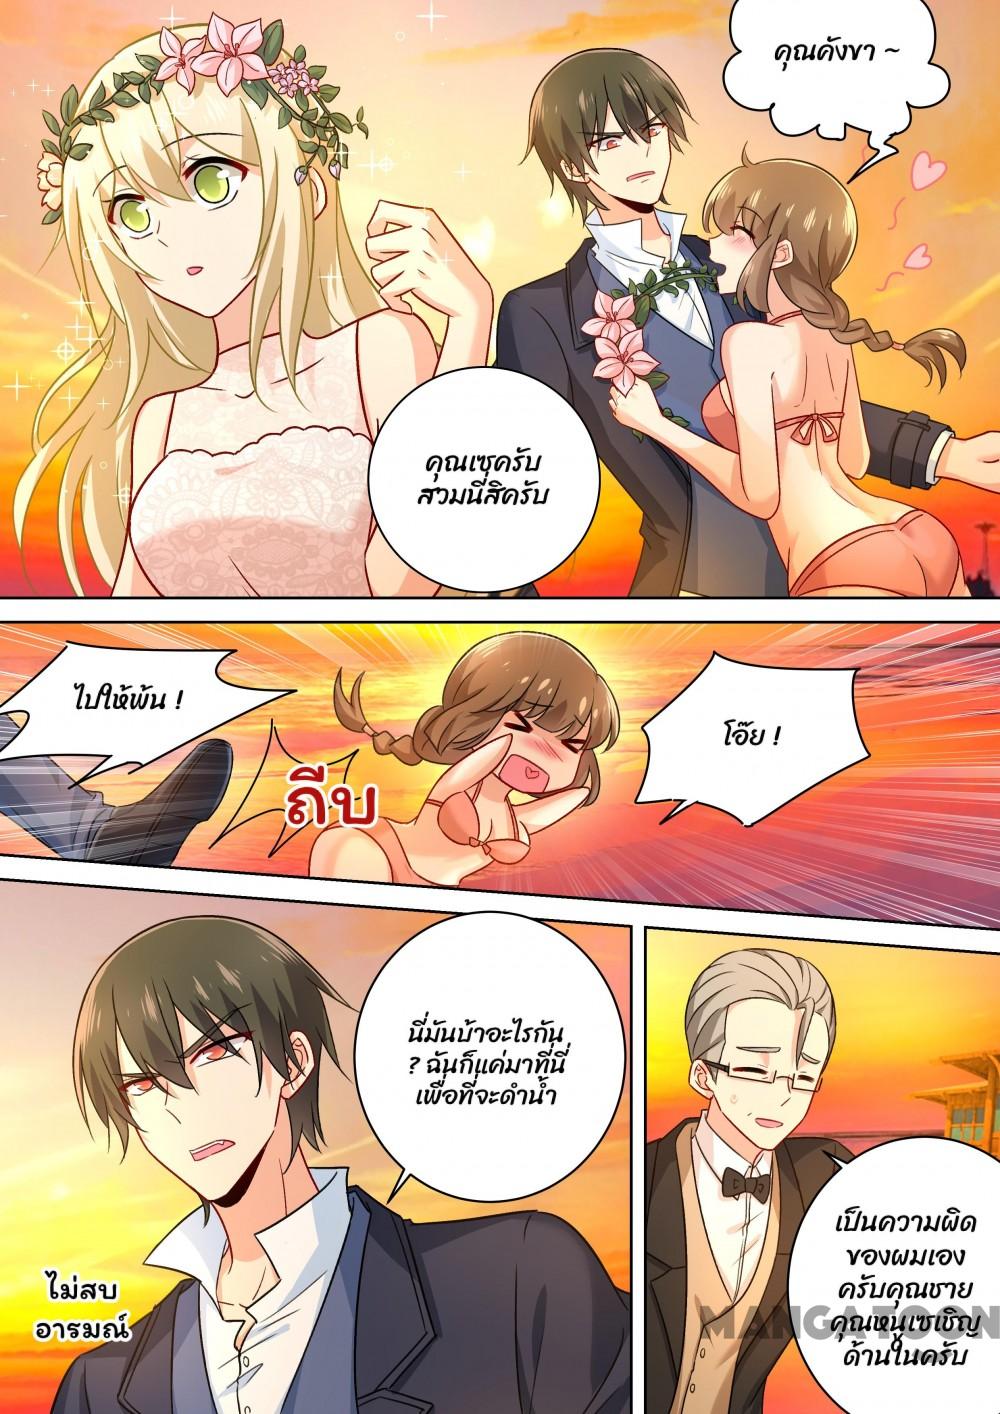 คุณคังขา ~
คุณเซครับ
สวมนี่สิครับ
ไปให้พ้น !
ถีบ
โอ๊ย !
นี่มันบ้าอะไรกัน
? ฉันก็แค่มาที่นี่
เพื่อที่จะดำน้ำ
ไม่สบ
อารมณ์
เป็นความผิด
ของผมเอง
ครับคุณชาย
คุณหนูเซเชิญ
ด้านในครับ
MANGATOON